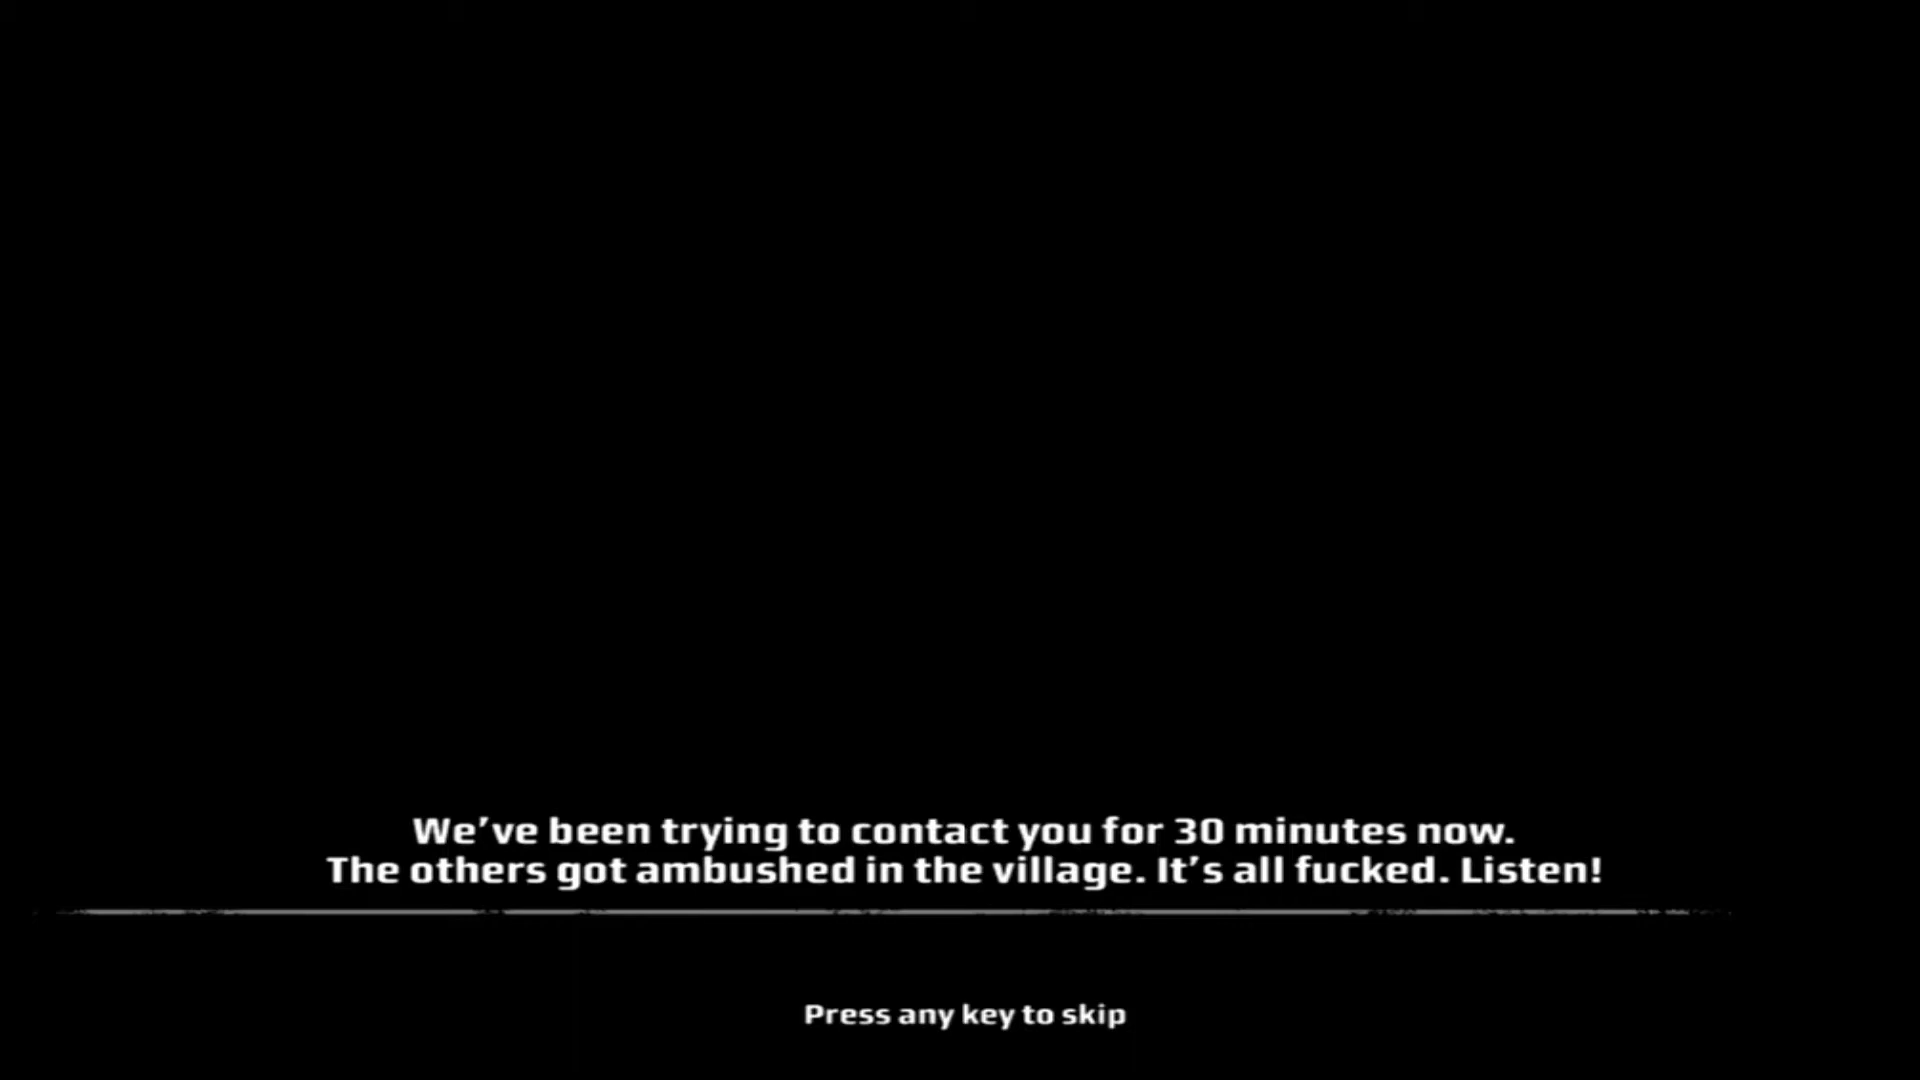 We've been trying to contact you for 30 minutes now.
The others got ambushed in the village. It's all fucked. Listen!
Press any key to skip